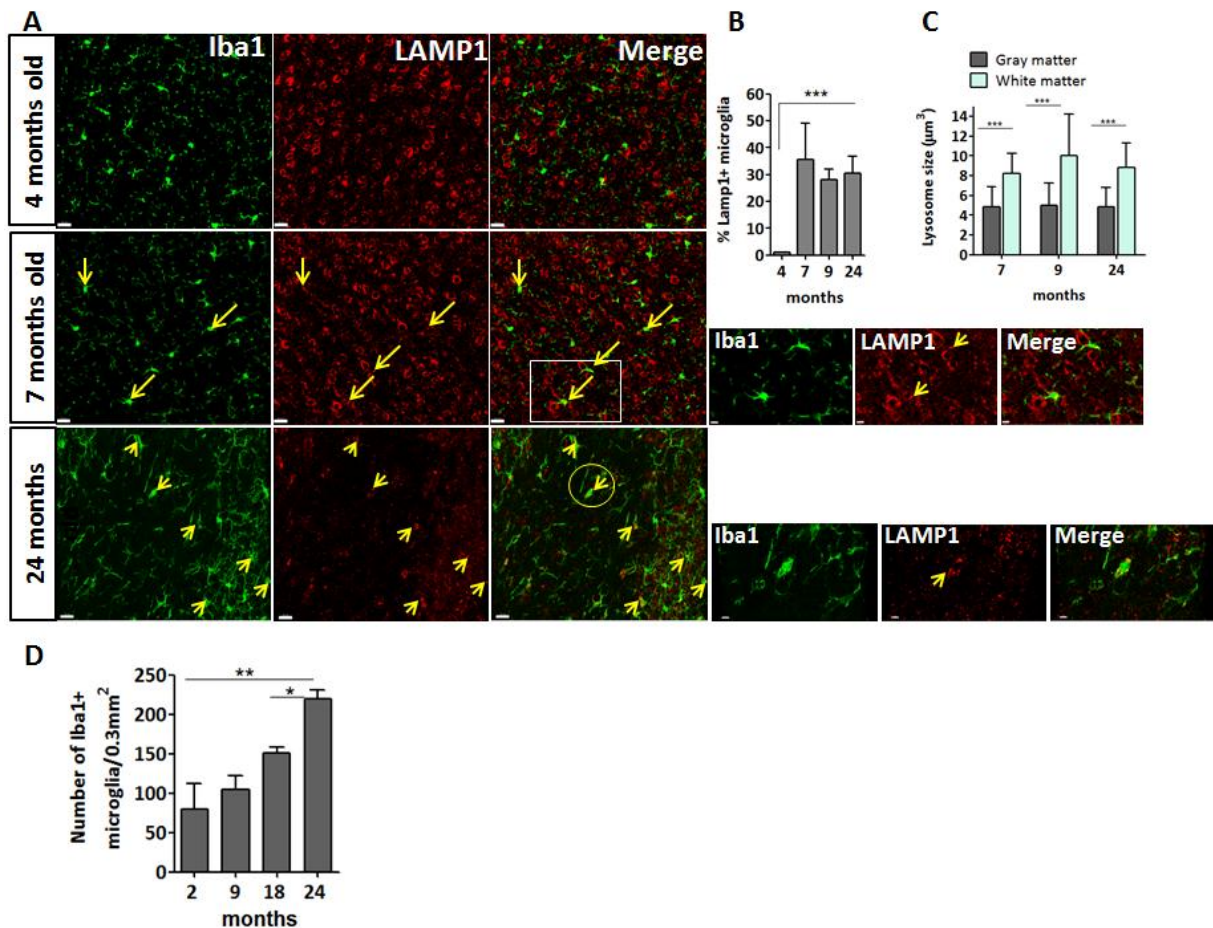 A
Iba1
LAMP1
Merge
4 months old
7 months old
24 months
B
***
% Lamp1+ microglia
60
50
40
30
20
10
0
4 7 9 24
months
C
Gray matter
White matter
*** *** ***
Lysosome size (µm³)
14
12
10
8
6
4
2
0
7 9 24
months
Iba1
LAMP1
Merge
Iba1
LAMP1
Merge
D
**
*
Number of Iba1+
microglia/0.3mm²
250
200
150
100
50
0
2 9 18 24
months